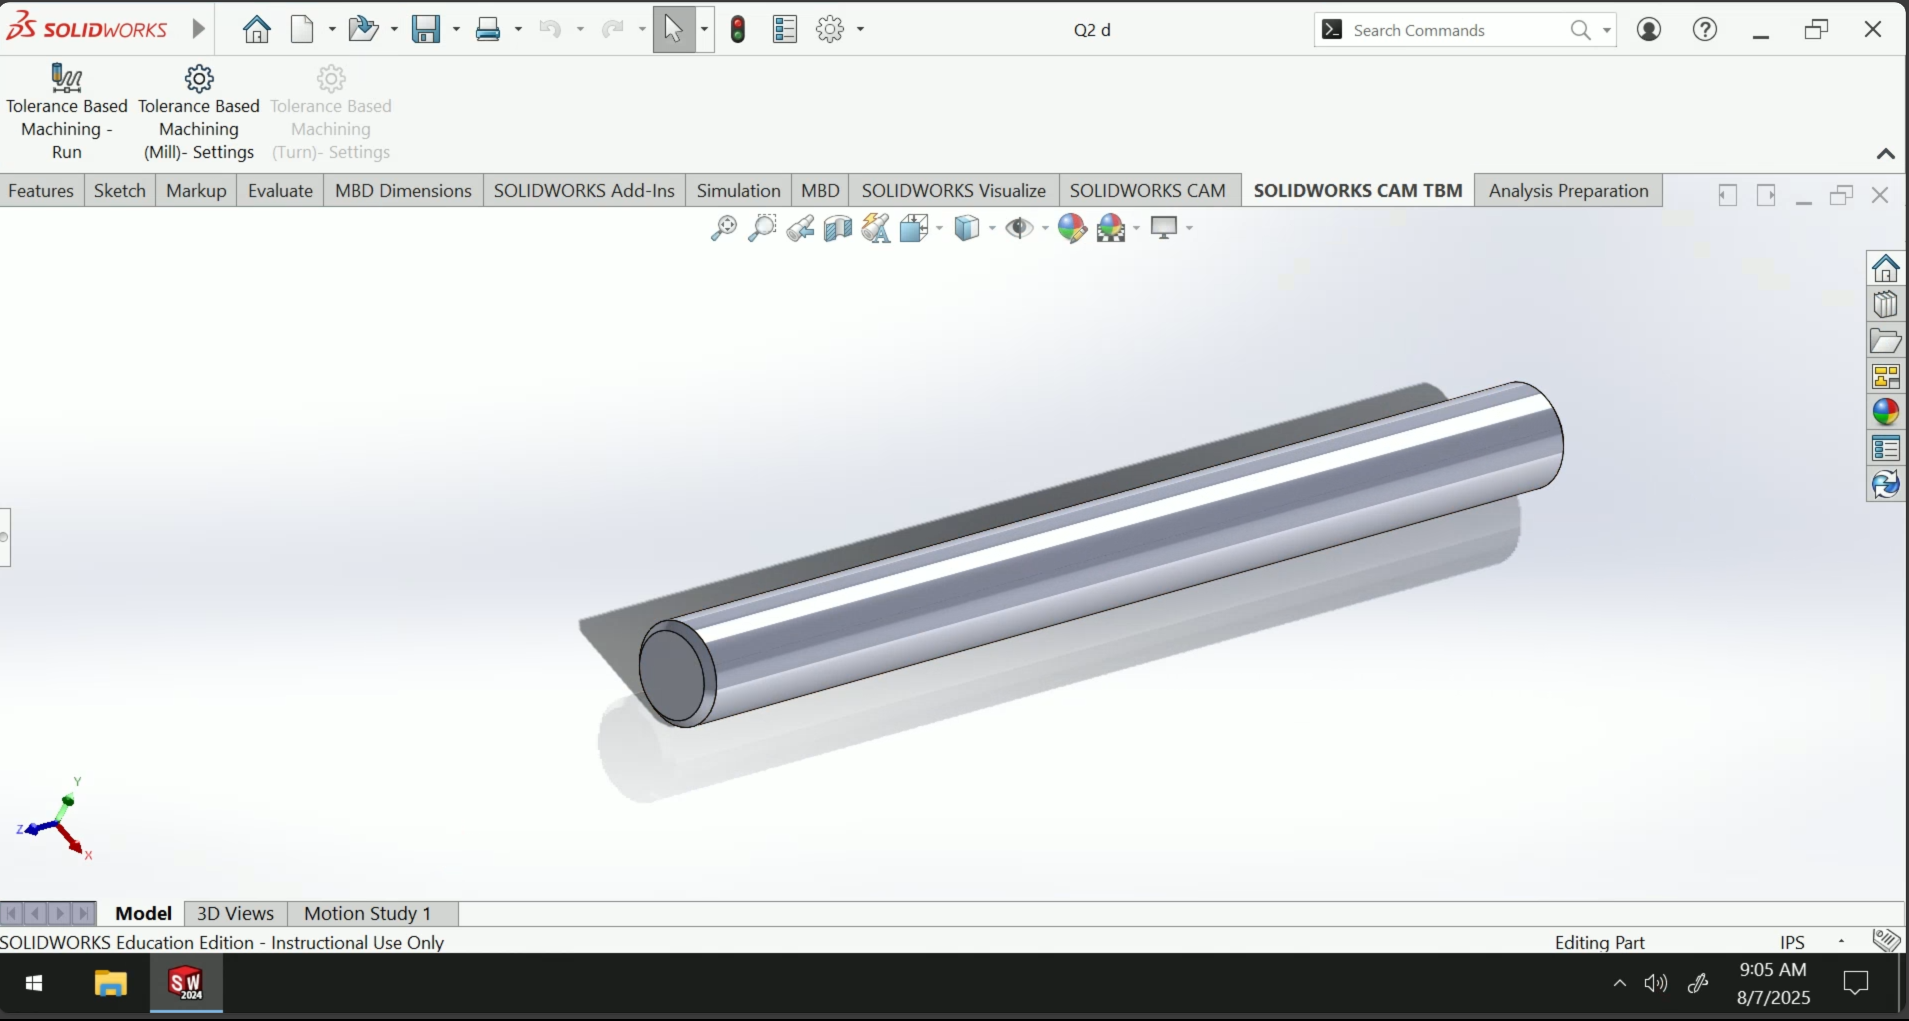 SOLIDWORKS
Q2 d
Search Commands
Tolerance Based
Machining -
Run
Tolerance Based
Machining
(Mill)- Settings
Tolerance Based
Machining
(Turn)- Settings
Features Sketch Markup Evaluate MBD Dimensions SOLIDWORKS Add-Ins Simulation MBD SOLIDWORKS Visualize SOLIDWORKS CAM SOLIDWORKS CAM TBM Analysis Preparation
Y
Z
X
Model 3D Views Motion Study 1
SOLIDWORKS Education Edition - Instructional Use Only
Editing Part
IPS
SW
2024
9:05 AM
8/7/2025